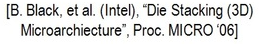 [B. Black, et al. (Intel), “Die Stacking (3D)
Microarchiecture”, Proc. MICRO ‘06]